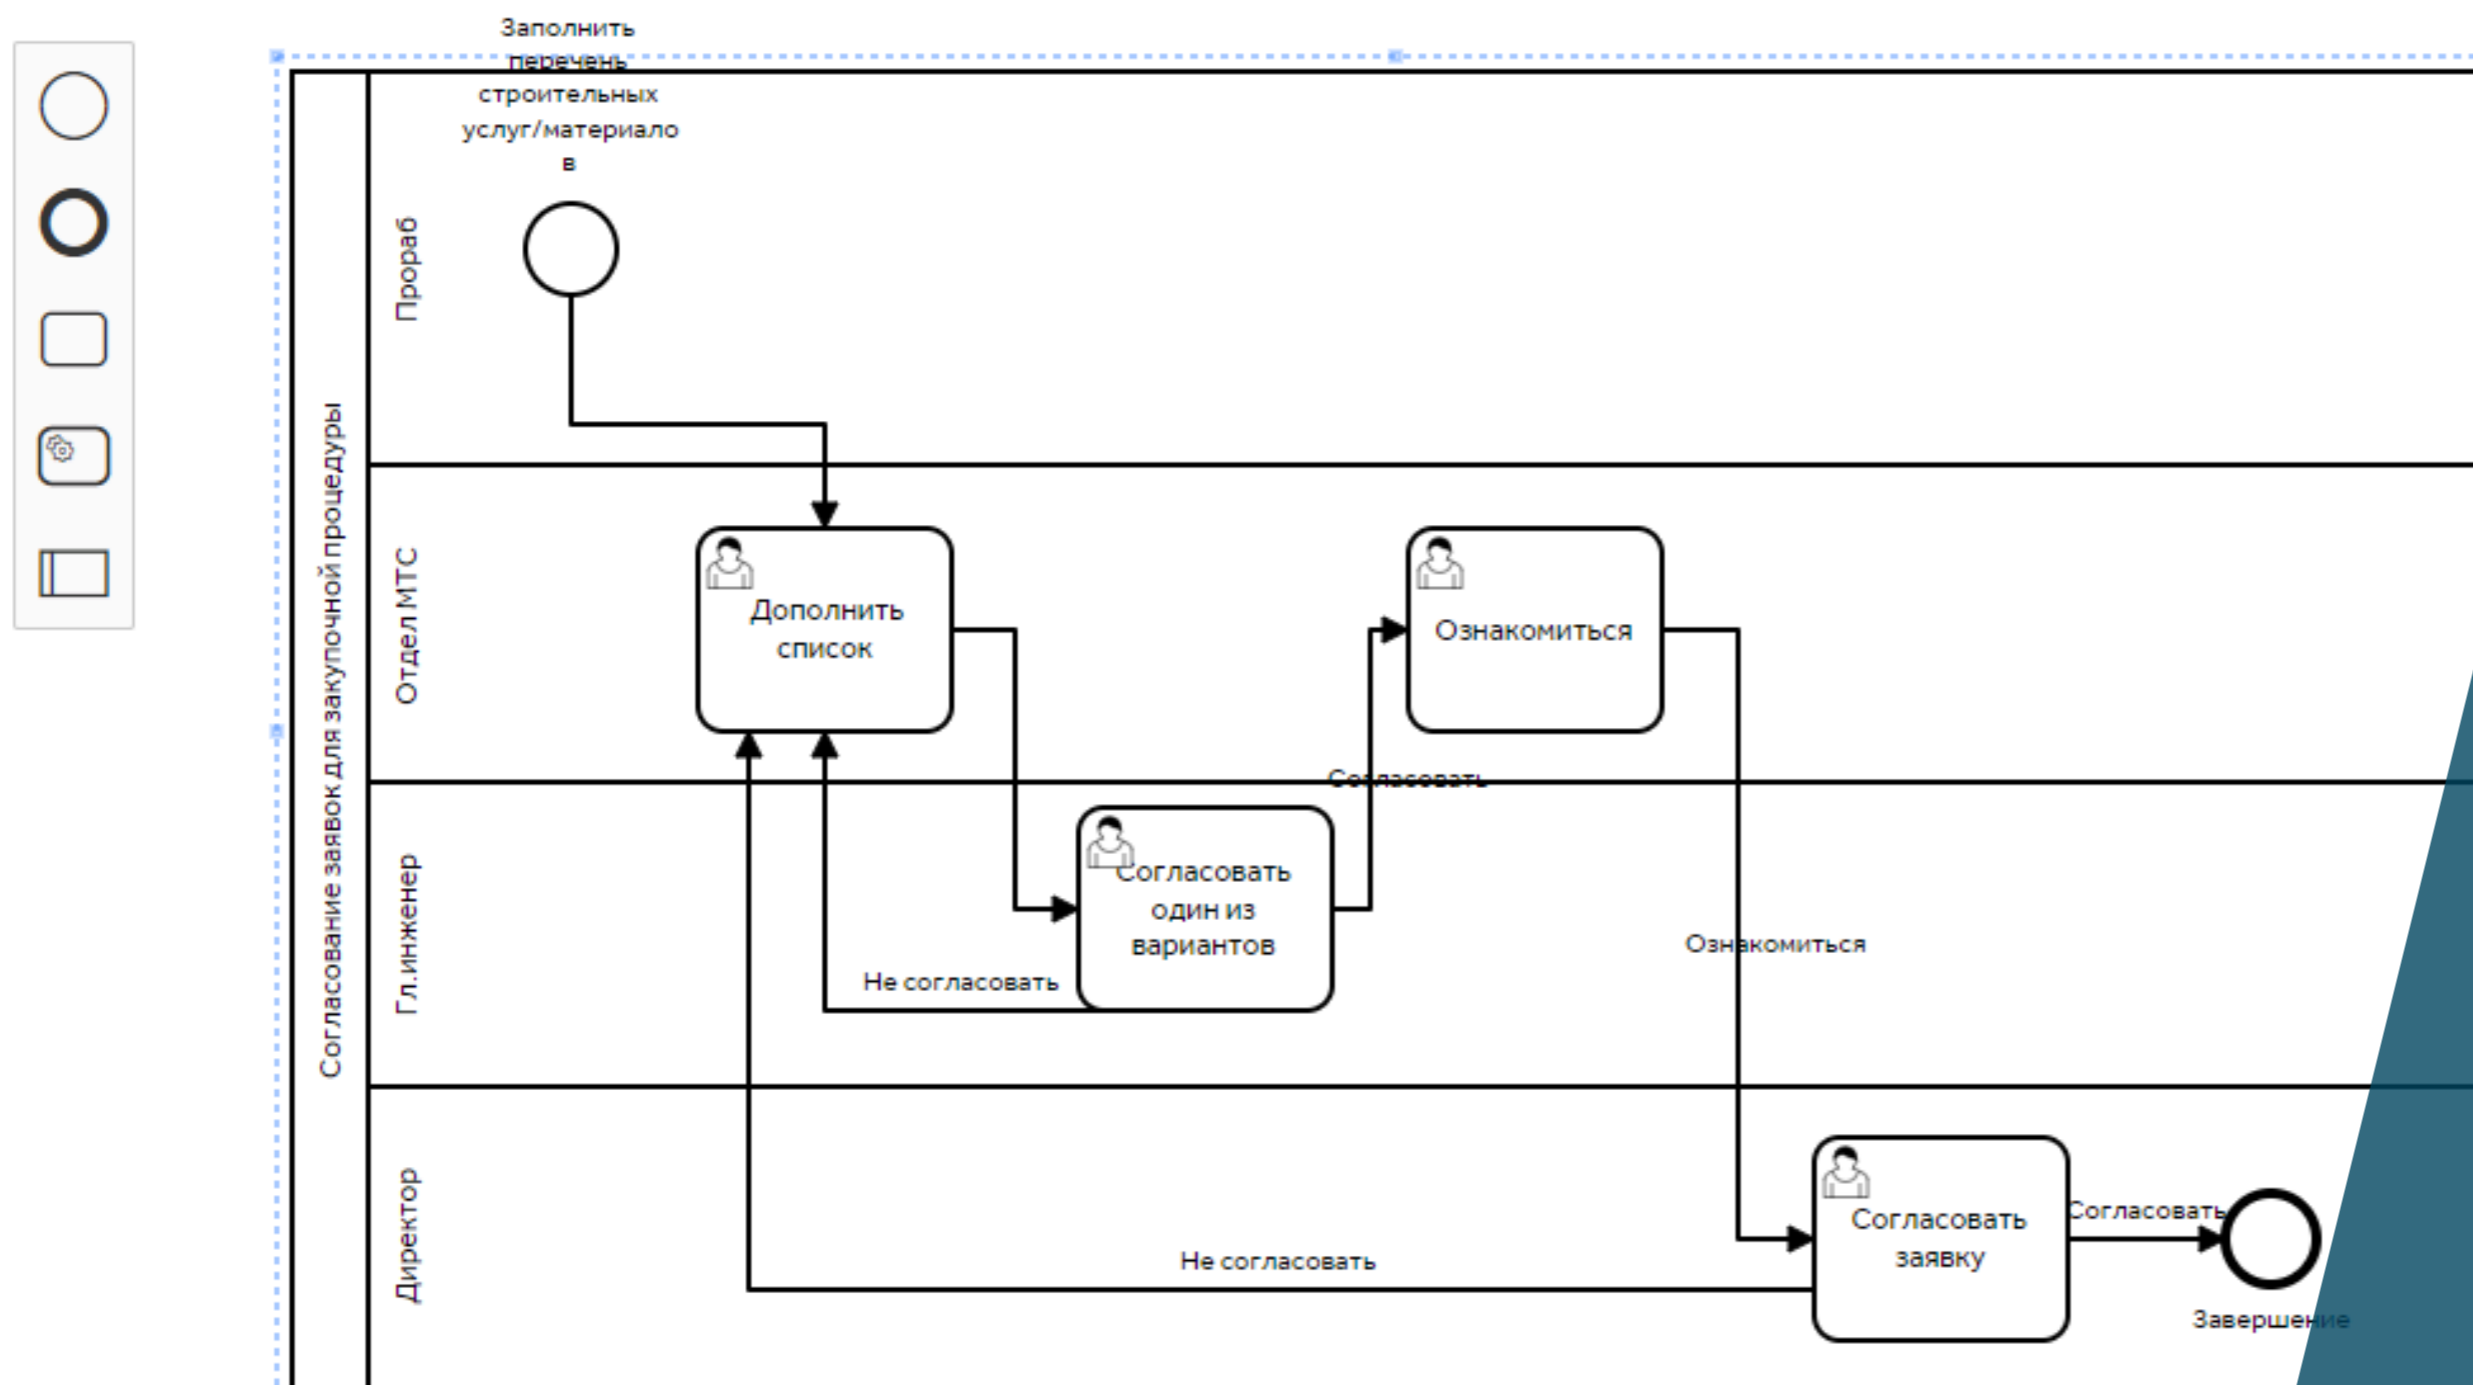 Заполнить
перечень
строительных
услуг/материало
в
Согласование заявок для закупочной процедуры
Прораб
Отдел МТС
Дополнить
список
Ознакомиться
Согласовать
Гл.инженер
Согласовать
один из
вариантов
Не согласовать
Ознакомиться
Директор
Не согласовать
Согласовать
заявку
Согласовать
Завершение